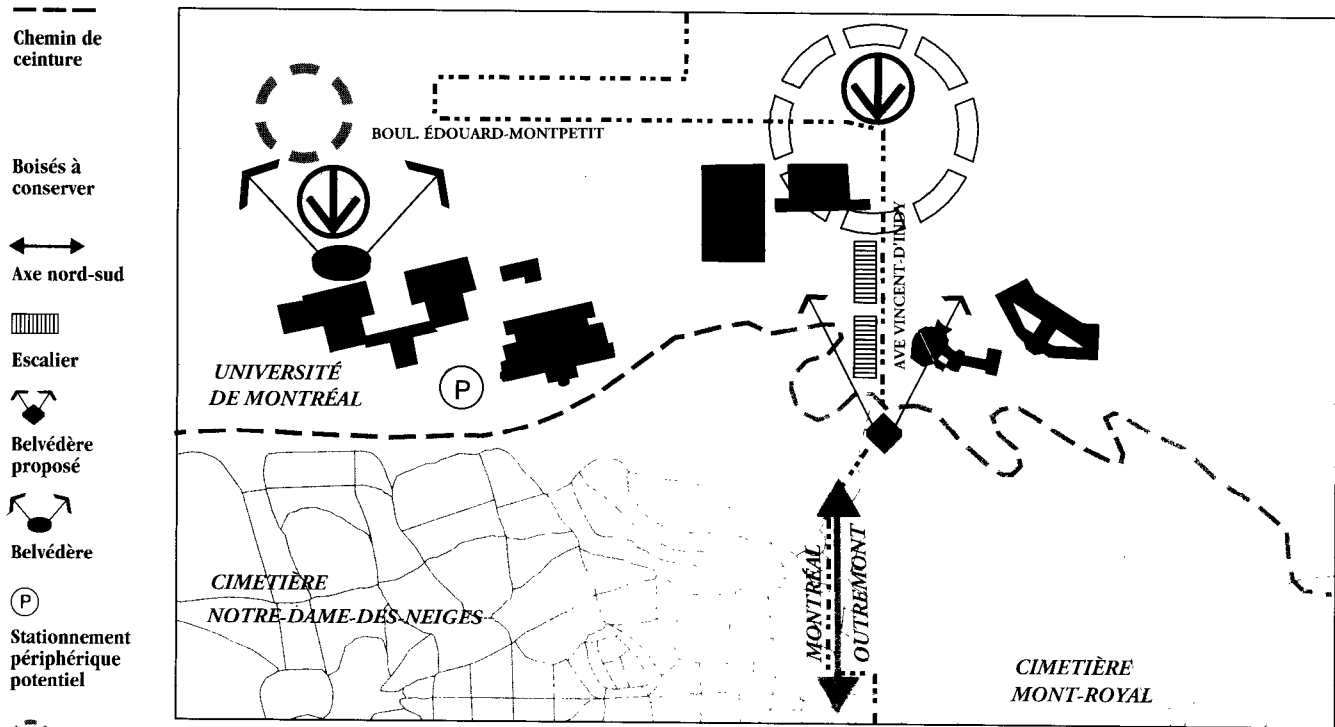 Chemin de
ceinture
Boisés à
conserver
Axe nord-sud
Escalier
Belvédère
proposé
Belvédère
P
Stationnement
périphérique
potentiel
BOUL. ÉDOUARD-MONTPETIT
AVE VINCENT-D'INDY
UNIVERSITÉ
DE MONTRÉAL
P
CIMETIÈRE
NOTRE-DAME-DES-NEIGES
MONTRÉAL
OUTREMONT
CIMETIÈRE
MONT-ROYAL